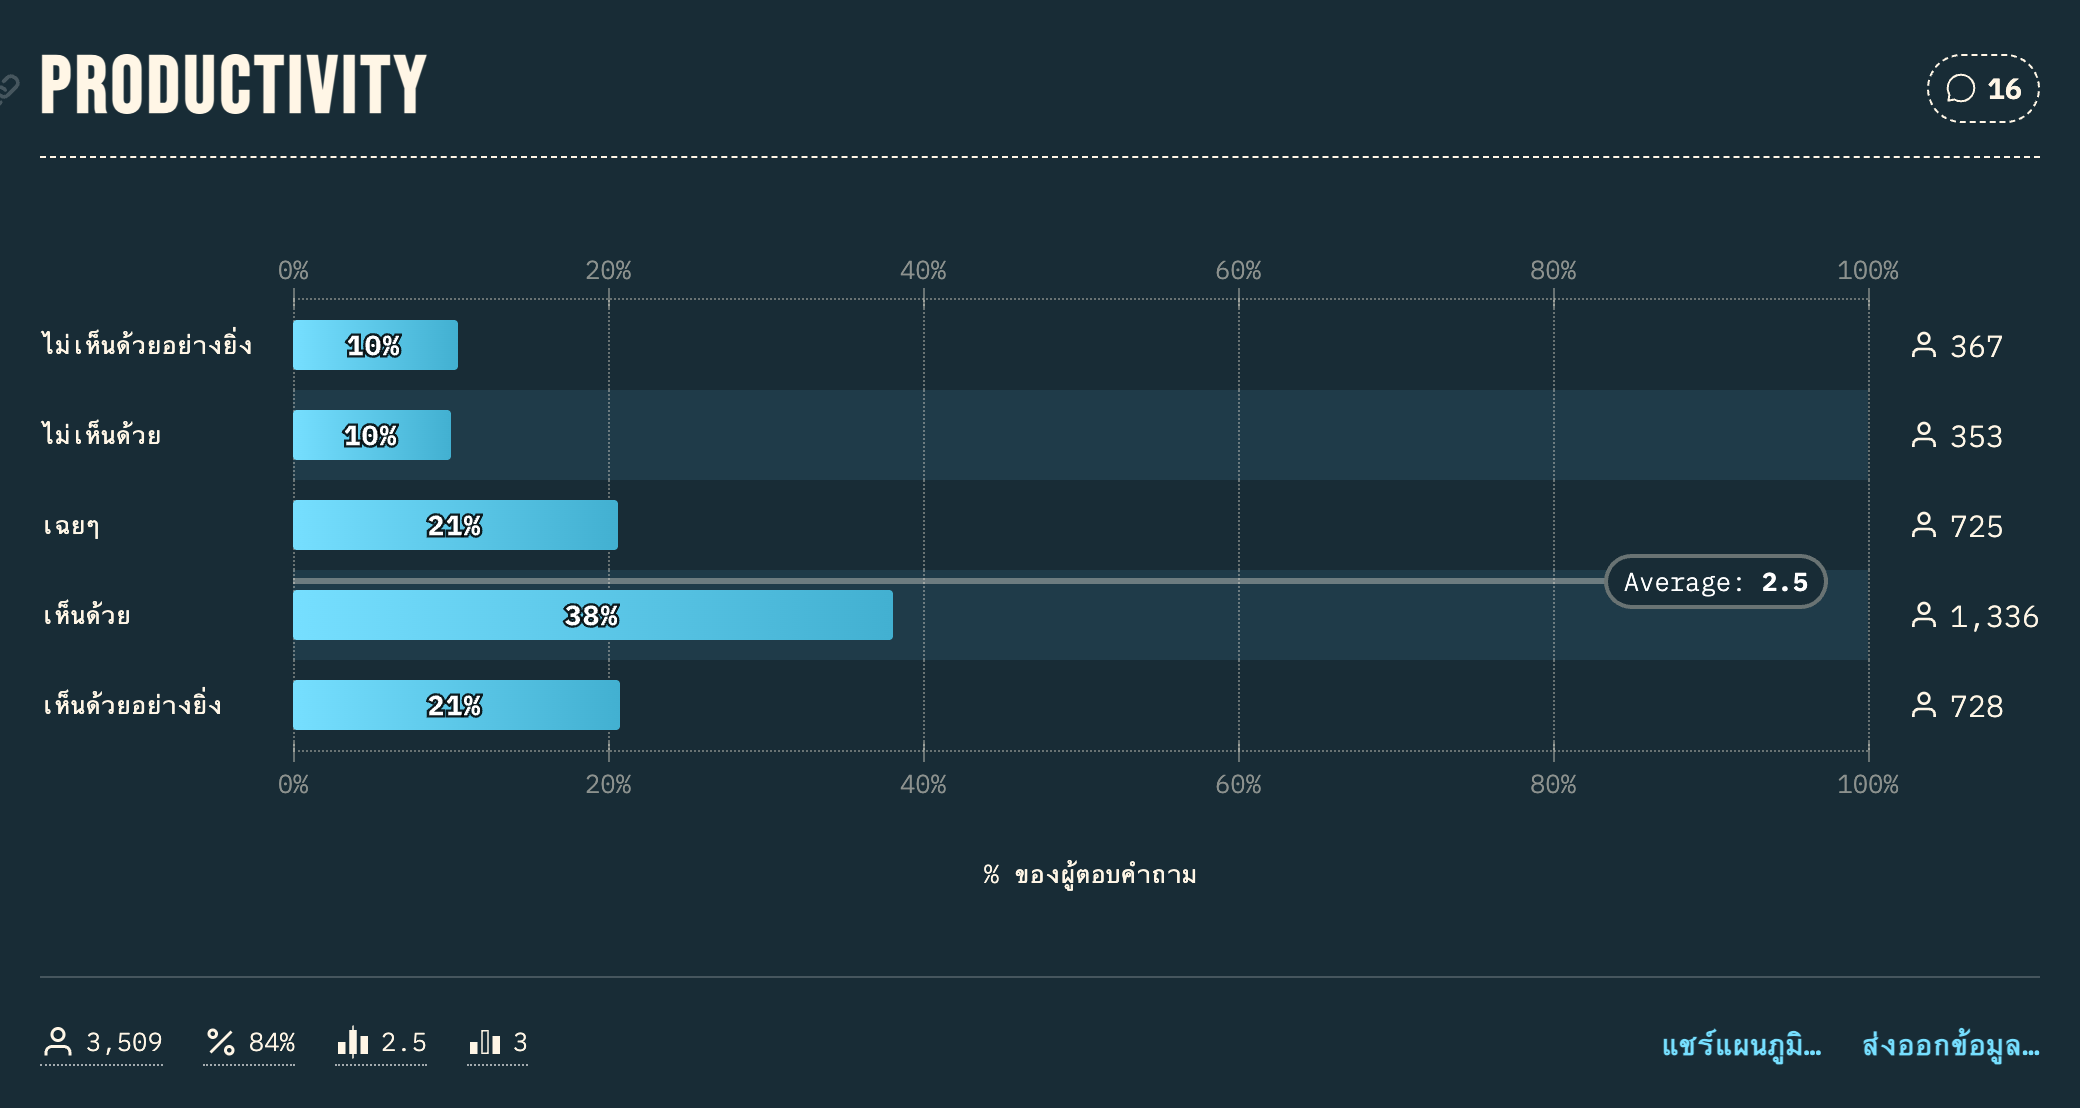 PRODUCTIVITY
16
0% 20% 40% 60% 80% 100%
ไม่เห็นด้วยอย่างยิ่ง 10% 367
ไม่เห็นด้วย 10% 353
เฉยๆ 21% 725
Average: 2.5
เห็นด้วย 38% 1,336
เห็นด้วยอย่างยิ่ง 21% 728
0% 20% 40% 60% 80% 100%
% ของผู้ตอบคำถาม
3,509 84% 2.5 3 แชร์แผนภูมิ… ส่งออกข้อมูล…